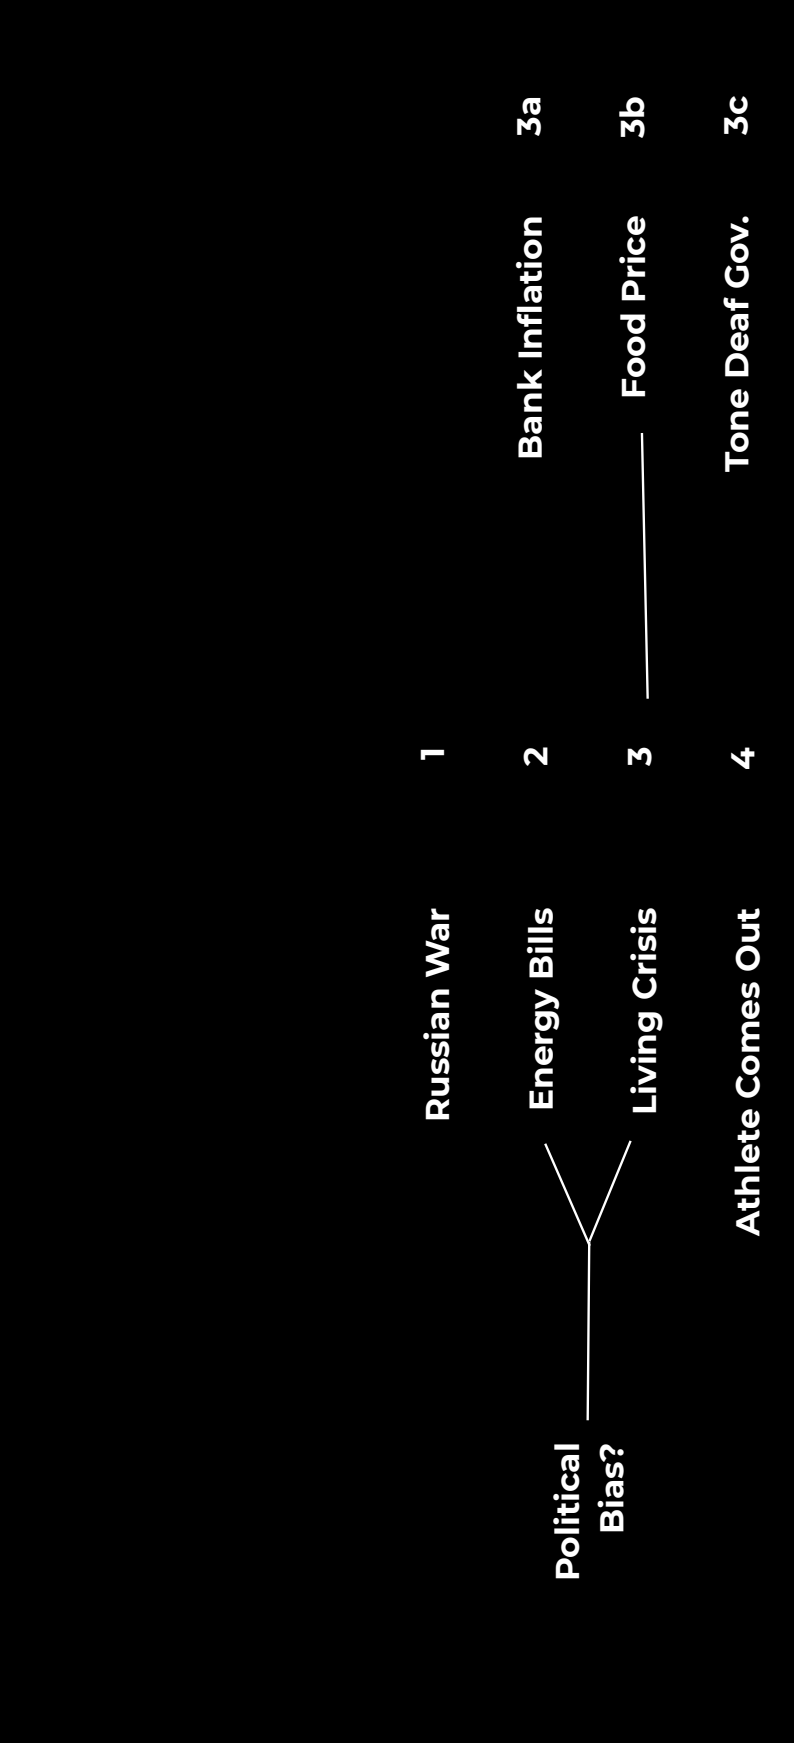 Political
Bias?
Russian War 1
Energy Bills 2
Living Crisis 3
Athlete Comes Out 4
Bank Inflation 3a
Food Price 3b
Tone Deaf Gov. 3c